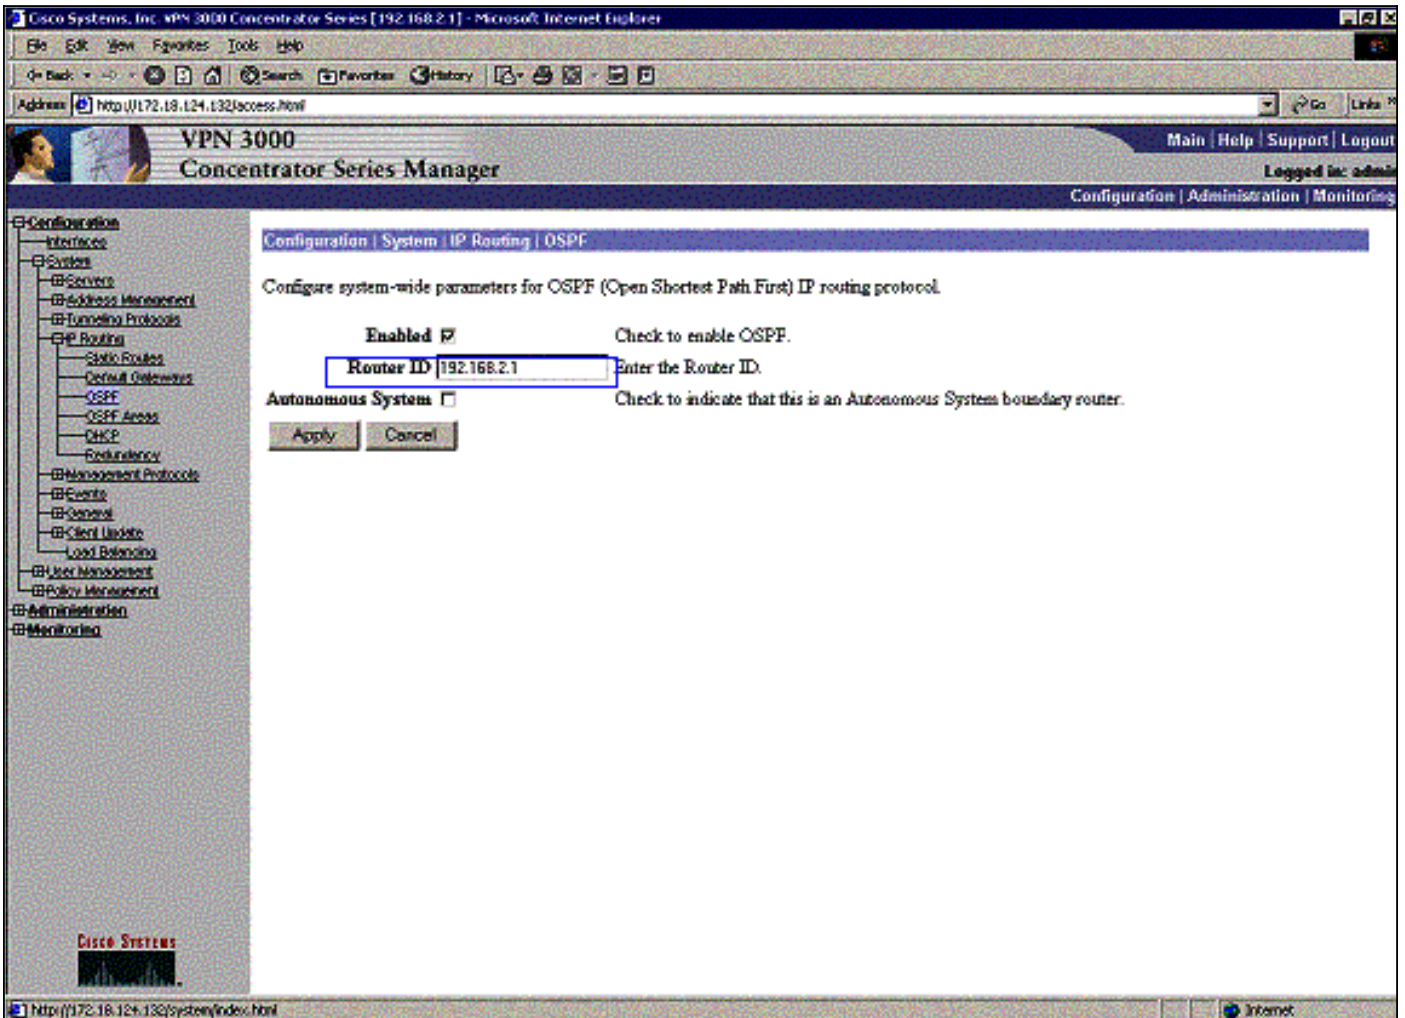 Cisco Systems, Inc. VPN 3000 Concentrator Series [192.168.2.1] - Microsoft Internet Explorer
File Edit View Favorites Tools Help
Back Search Favorites History
Address http://172.18.124.132/access.html Go Links »
VPN 3000
Concentrator Series Manager
Main | Help | Support | Logout
Logged in: admin
Configuration | Administration | Monitoring
Configuration
Interfaces
System
Servers
Address Management
Tunneling Protocols
IP Routing
Static Routes
Default Gateways
OSPF
OSPF Areas
DHCP
Redundancy
Management Protocols
Events
General
Client Update
Load Balancing
User Management
Policy Management
Administration
Monitoring
Configuration | System | IP Routing | OSPF
Configure system-wide parameters for OSPF (Open Shortest Path First) IP routing protocol.
Enabled Check to enable OSPF.
Router ID 192.168.2.1 Enter the Router ID.
Autonomous System Check to indicate that this is an Autonomous System boundary router.
Apply Cancel
CISCO SYSTEMS
http://172.18.124.132/system/index.html Internet